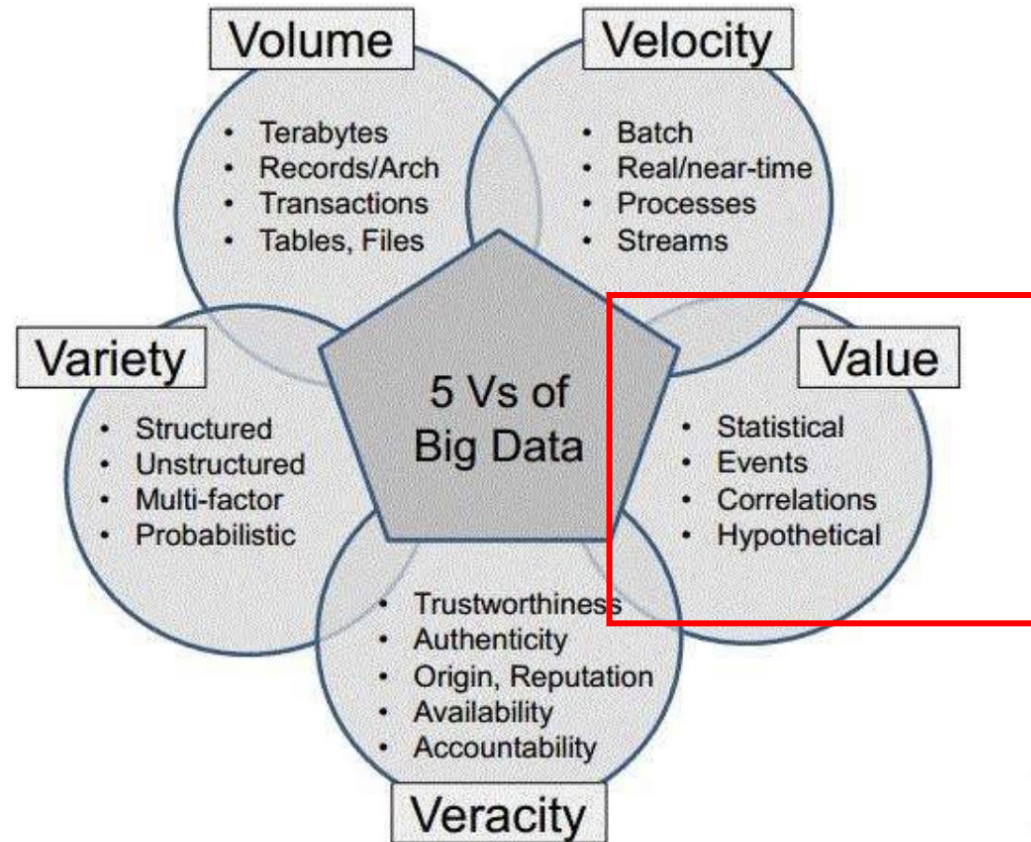 Volume
• Terabytes
• Records/Arch
• Transactions
• Tables, Files
Velocity
• Batch
• Real/near-time
• Processes
• Streams
Variety
• Structured
• Unstructured
• Multi-factor
• Probabilistic
5 Vs of
Big Data
Value
• Statistical
• Events
• Correlations
• Hypothetical
• Trustworthiness
• Authenticity
• Origin, Reputation
• Availability
• Accountability
Veracity